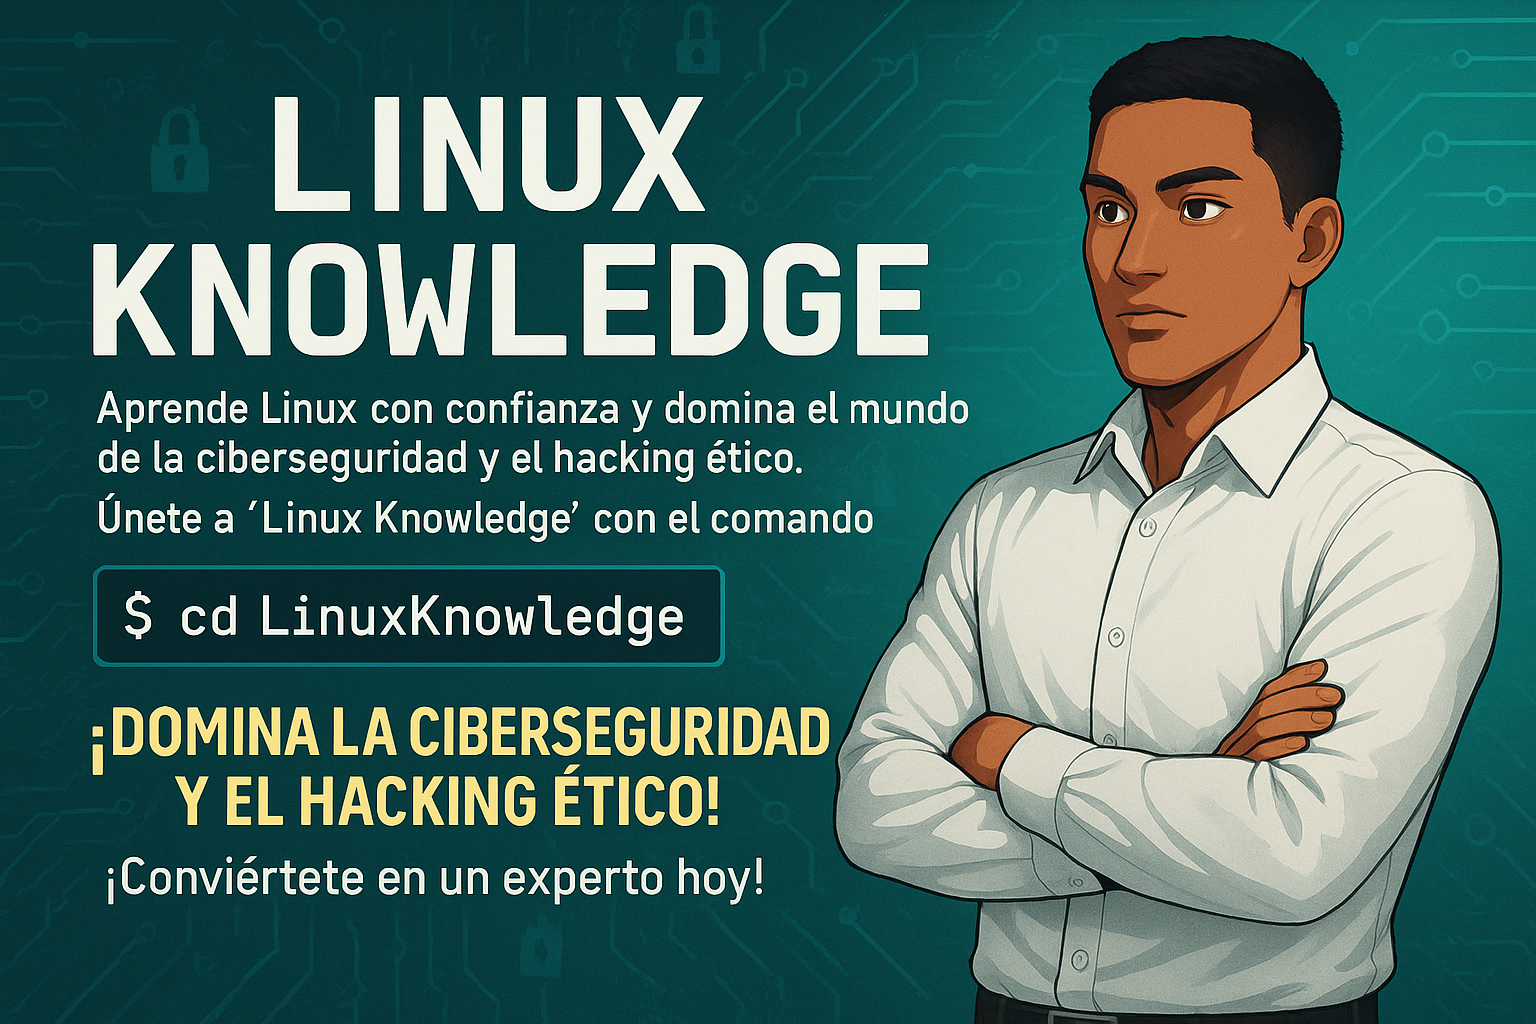 LINUX
KNOWLEDGE
Aprende Linux con confianza y domina el mundo
de la ciberseguridad y el hacking ético.
Únete a ‘Linux Knowledge’ con el comando
$ cd LinuxKnowledge
¡DOMINA LA CIBERSEGURIDAD
Y EL HACKING ÉTICO!
¡Conviértete en un experto hoy!